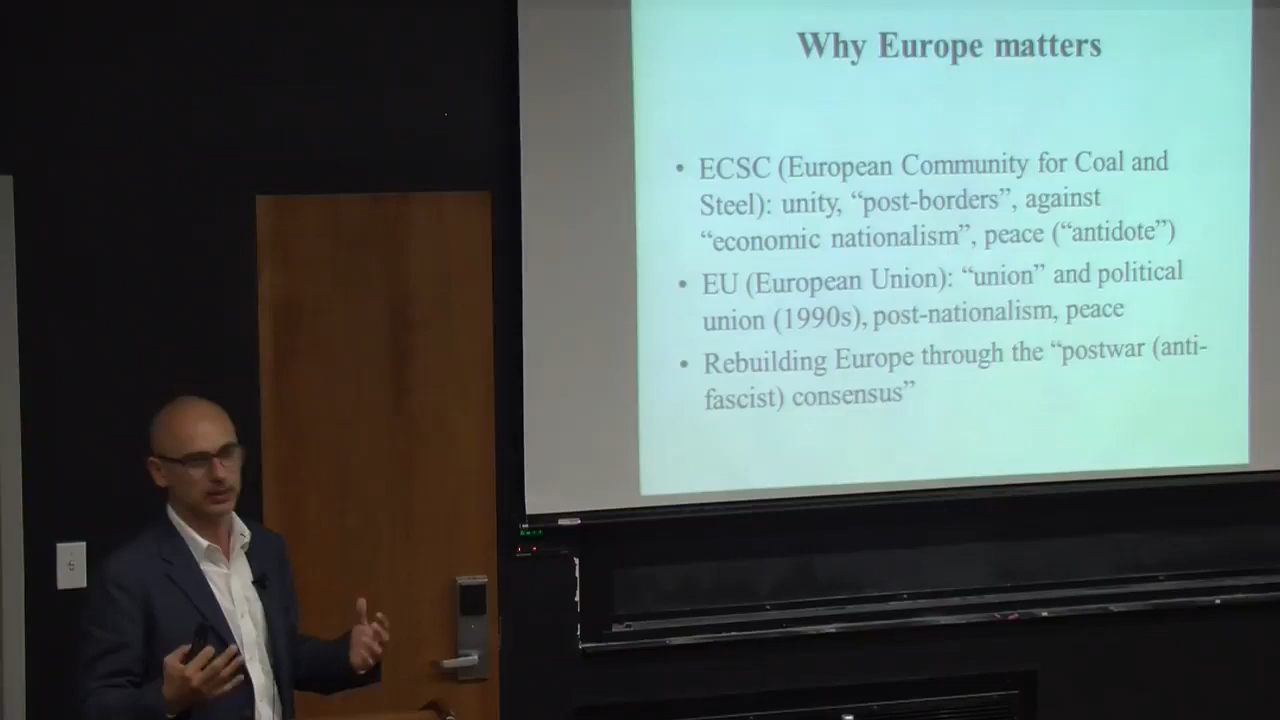 Why Europe matters
• ECSC (European Community for Coal and
Steel): unity, “post-borders”, against
“economic nationalism”, peace (“antidote”)
• EU (European Union): “union” and political
union (1990s), post-nationalism, peace
• Rebuilding Europe through the “postwar (anti-
fascist) consensus”